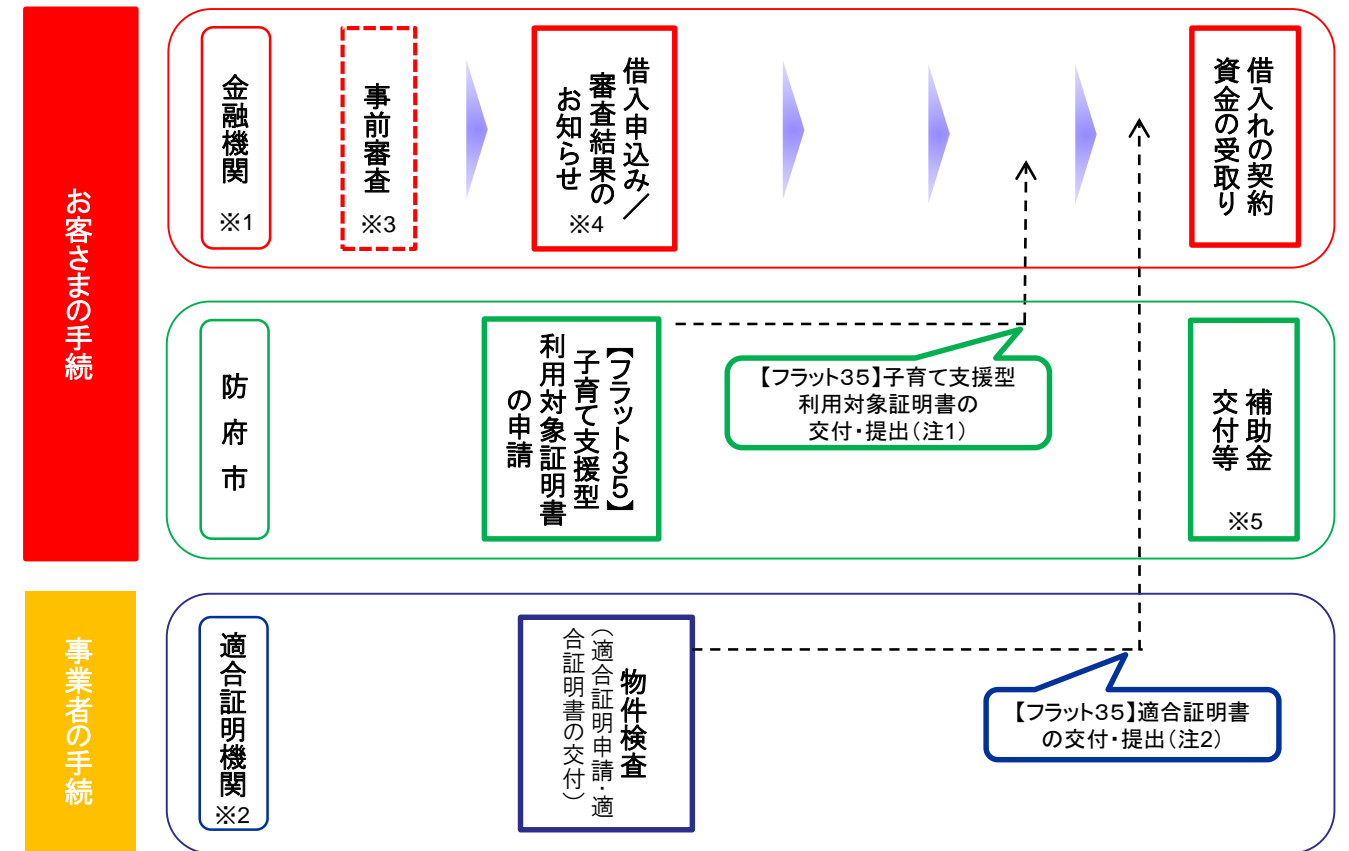 お客さまの手続
金融機関
※1
事前審査
※3
借入申込み／
審査結果の
お知らせ
※4
借入れの契約
資金の受取り
防府市
【フラット35】
子育て支援型
利用対象証明書
の申請
【フラット35】子育て支援型
利用対象証明書の
交付・提出（注1）
補助金
交付等
※5
事業者の手続
適合証明機関
※2
物件検査
（適合証明申請・適
合証明書の交付）
【フラット35】適合証明書
の交付・提出（注2）